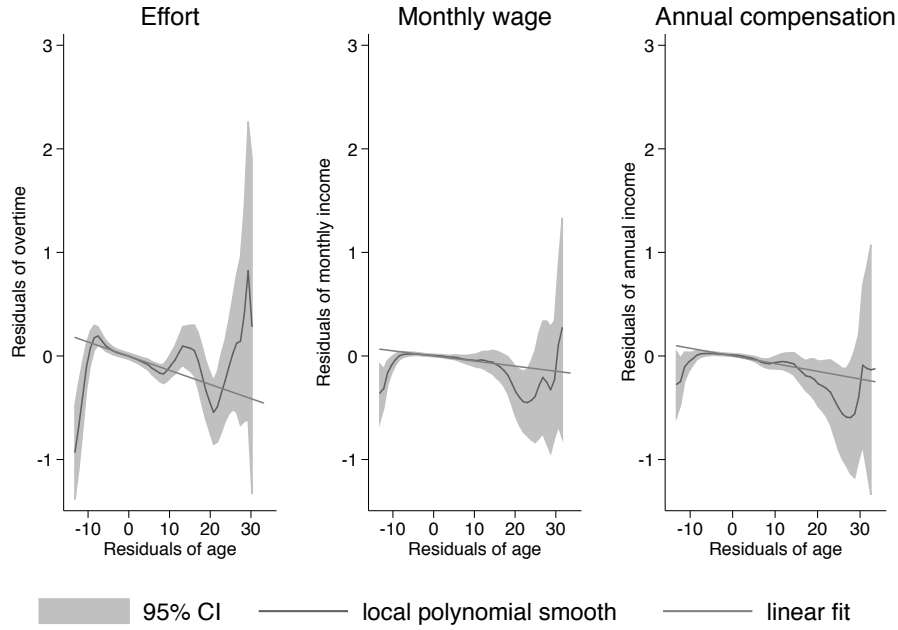 Effort
Monthly wage
Annual compensation
Residuals of overtime
3
2
1
0
-1
-10 0 10 20 30
Residuals of age
Residuals of monthly income
3
2
1
0
-1
-10 0 10 20 30
Residuals of age
Residuals of annual income
3
2
1
0
-1
-10 0 10 20 30
Residuals of age
95% CI
local polynomial smooth
linear fit